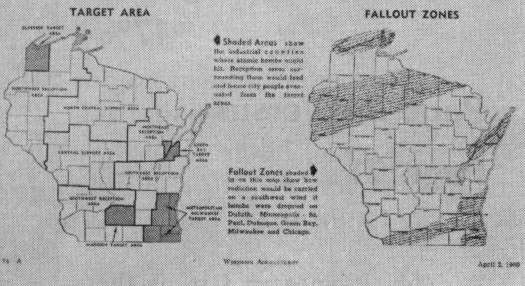 TARGET AREA
FALLOUT ZONES
SUPERIOR TARGET
AREA
NORTHWEST RECEPTION
AREA
NORTH CENTRAL SUPPORT AREA
NORTHEAST
RECEPTION
AREA
GREEN
BAY
TARGET
AREA
CENTRAL SUPPORT AREA
SOUTHEAST RECEPTION
AREA
SOUTHWEST RECEPTION
AREA
METROPOLITAN
MILWAUKEE
TARGET AREA
MADISON TARGET AREA
Shaded Areas show
the industrial counties
where atomic bombs might
hit. Reception areas sur-
rounding them would feed
and house city people evac-
uated from the target
areas.
Fallout Zones shaded
in on this map show how
radiation would be carried
on a southwest wind if
bombs were dropped on
Duluth, Minneapolis - St.
Paul, Dubuque, Green Bay,
Milwaukee and Chicago.
A
Wisconsin Agriculturist
April 2, 1960